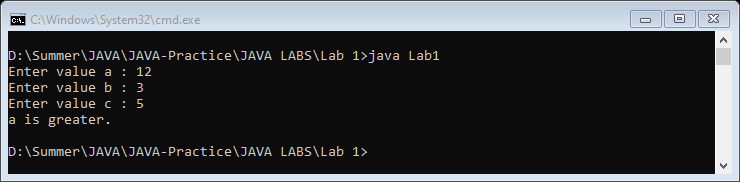 C:\Windows\System32\cmd.exe
D:\Summer\JAVA\JAVA-Practice\JAVA LABS\Lab 1>java Lab1
Enter value a : 12
Enter value b : 3
Enter value c : 5
a is greater.
D:\Summer\JAVA\JAVA-Practice\JAVA LABS\Lab 1>